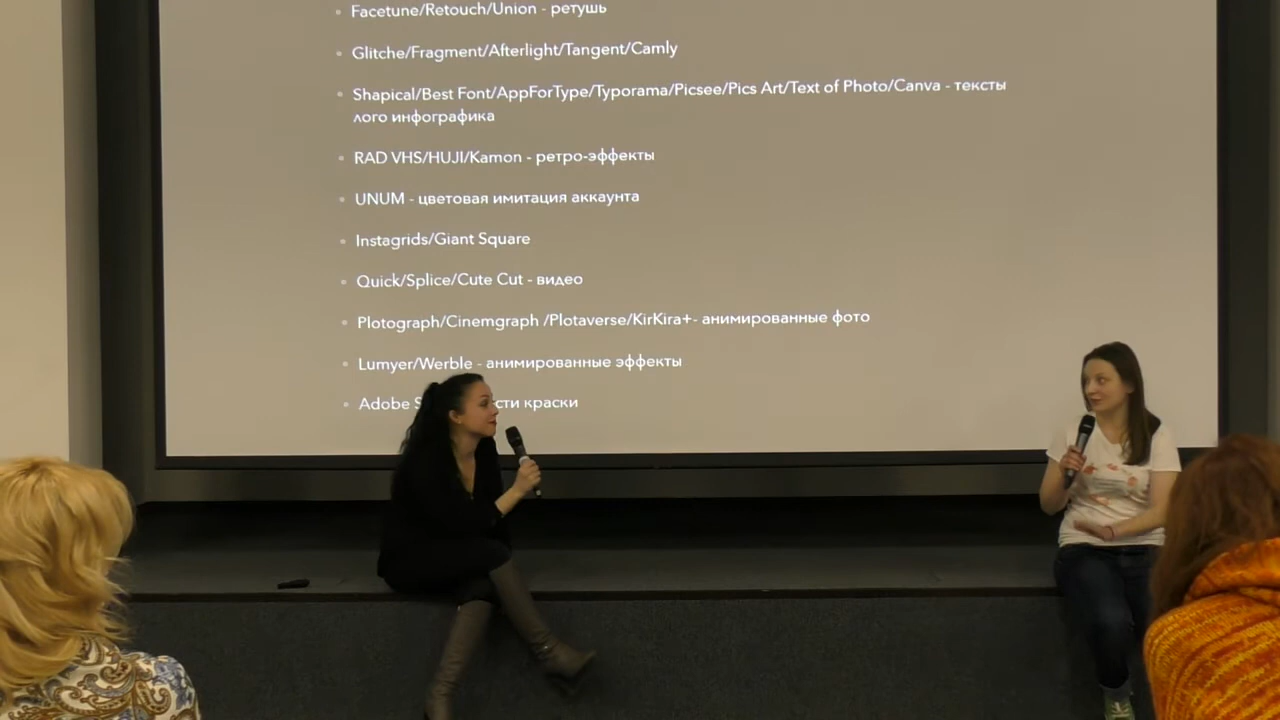 Facetune/Retouch/Union - ретушь
Glitche/Fragment/Afterlight/Tangent/Camly
Shapical/Best Font/AppForType/Typorama/Picsee/Pics Art/Text of Photo/Canva - тексты
лого инфографика
RAD VHS/HUJI/Kamon - ретро-эффекты
UNUM - цветовая имитация аккаунта
Instagrids/Giant Square
Quick/Splice/Cute Cut - видео
Plotograph/Cinemgraph /Plotaverse/KirKira+- анимированные фото
Lumyer/Werble - анимированные эффекты
Adobe краски